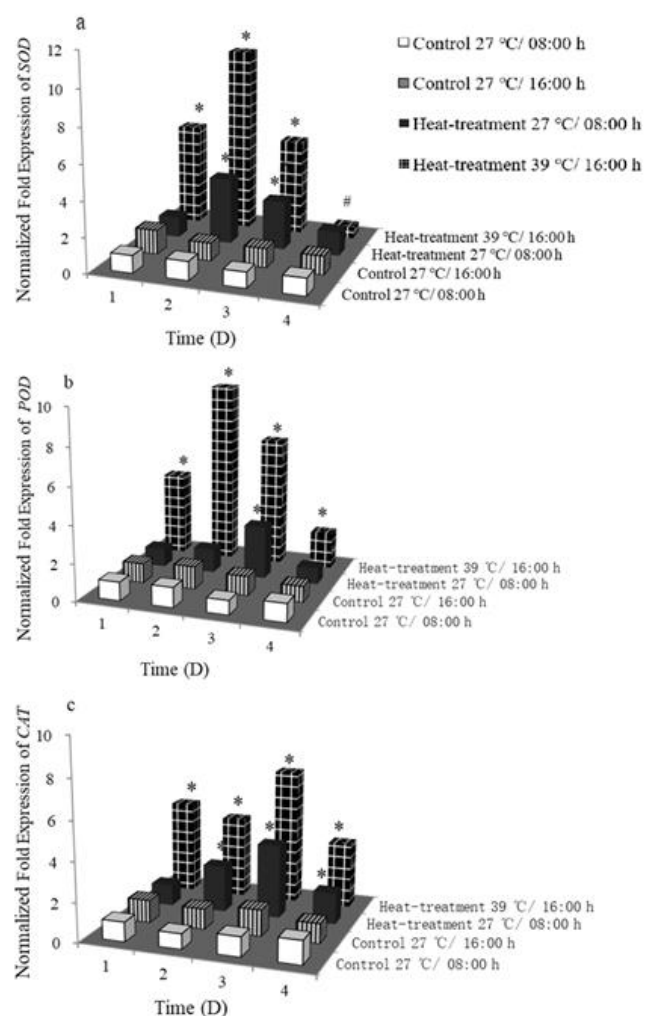 a
Normalized Fold Expression of SOD
12
10
8
6
4
2
0
*
*
*
*
*
#
1
2
3
4
Time (D)
Heat-treatment 39 °C/ 16:00 h
Heat-treatment 27 °C/ 08:00 h
Control 27 °C/ 16:00 h
Control 27 °C/ 08:00 h
Control 27 °C/ 08:00 h
Control 27 °C/ 16:00 h
Heat-treatment 27 °C/ 08:00 h
Heat-treatment 39 °C/ 16:00 h
b
Normalized Fold Expression of POD
10
8
6
4
2
0
*
*
*
*
*
1
2
3
4
Time (D)
Heat-treatment 39 ℃/ 16:00 h
Heat-treatment 27 ℃/ 08:00 h
Control 27 ℃/ 16:00 h
Control 27 ℃/ 08:00 h
c
Normalized Fold Expression of CAT
10
8
6
4
2
0
*
*
*
*
*
*
*
1
2
3
4
Time (D)
Heat-treatment 39 ℃/ 16:00 h
Heat-treatment 27 ℃/ 08:00 h
Control 27 ℃/ 16:00 h
Control 27 ℃/ 08:00 h